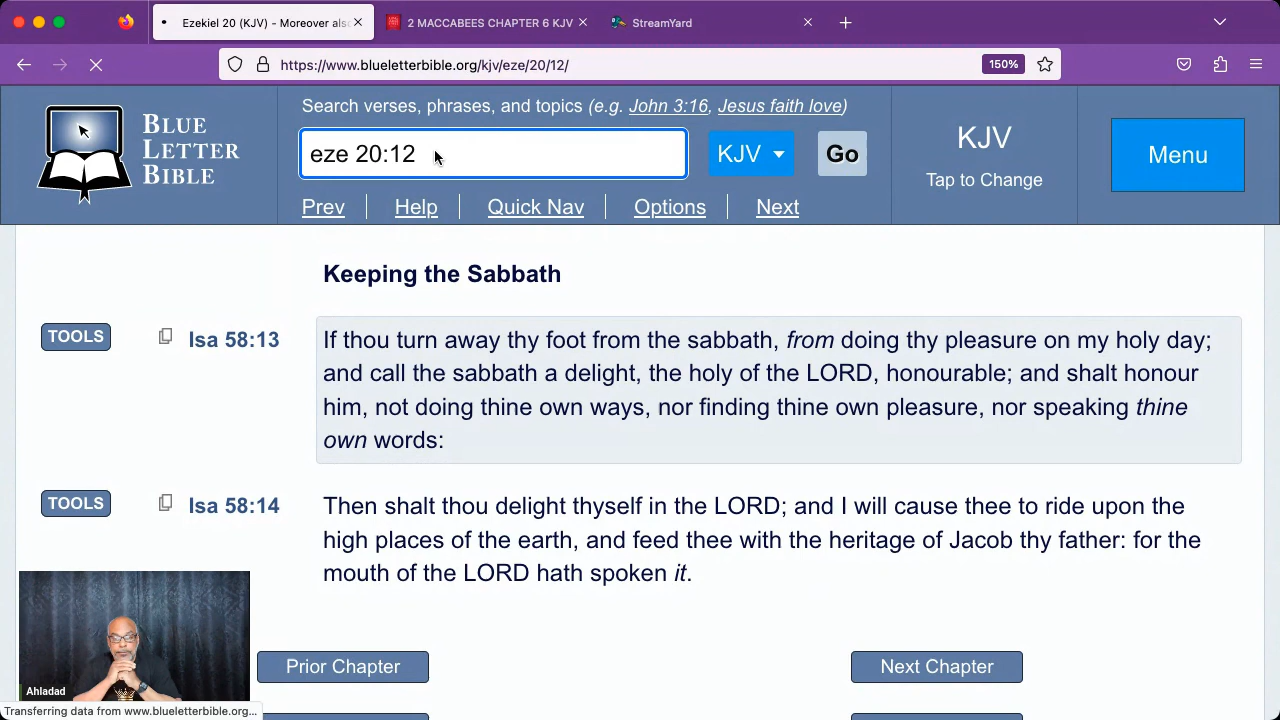 Ezekiel 20 (KJV) - Moreover also
2 MACCABEES CHAPTER 6 KJV
StreamYard
https://www.blueletterbible.org/kjv/eze/20/12/
150%
Search verses, phrases, and topics (e.g. John 3:16, Jesus faith love)
BLUE
LETTER
BIBLE
eze 20:12
KJV
Go
KJV
Tap to Change
Menu
Prev
Help
Quick Nav
Options
Next
Keeping the Sabbath
TOOLS
Isa 58:13
If thou turn away thy foot from the sabbath, from doing thy pleasure on my holy day;
and call the sabbath a delight, the holy of the LORD, honourable; and shalt honour
him, not doing thine own ways, nor finding thine own pleasure, nor speaking thine
own words:
TOOLS
Isa 58:14
Then shalt thou delight thyself in the LORD; and I will cause thee to ride upon the
high places of the earth, and feed thee with the heritage of Jacob thy father: for the
mouth of the LORD hath spoken it.
Prior Chapter
Next Chapter
Ahladad
Transferring data from www.blueletterbible.org...